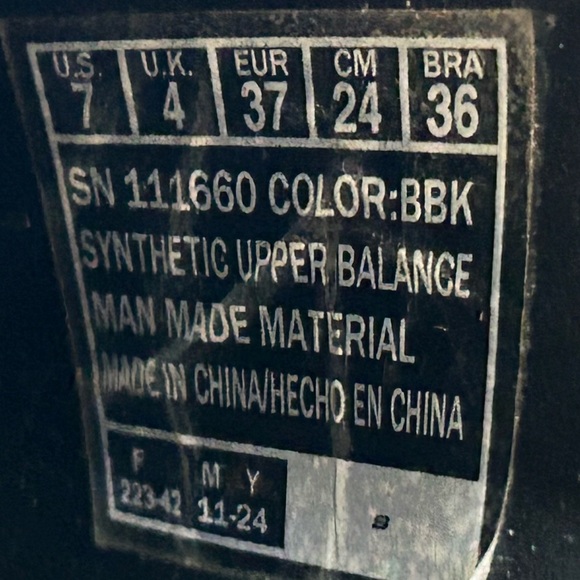 U.S. U.K. EUR CM BRA
7 4 37 24 36
SN 111660 COLOR:BBK
SYNTHETIC UPPER BALANCE
MAN MADE MATERIAL
MADE IN CHINA/HECHO EN CHINA
F M Y
223-42 11-24